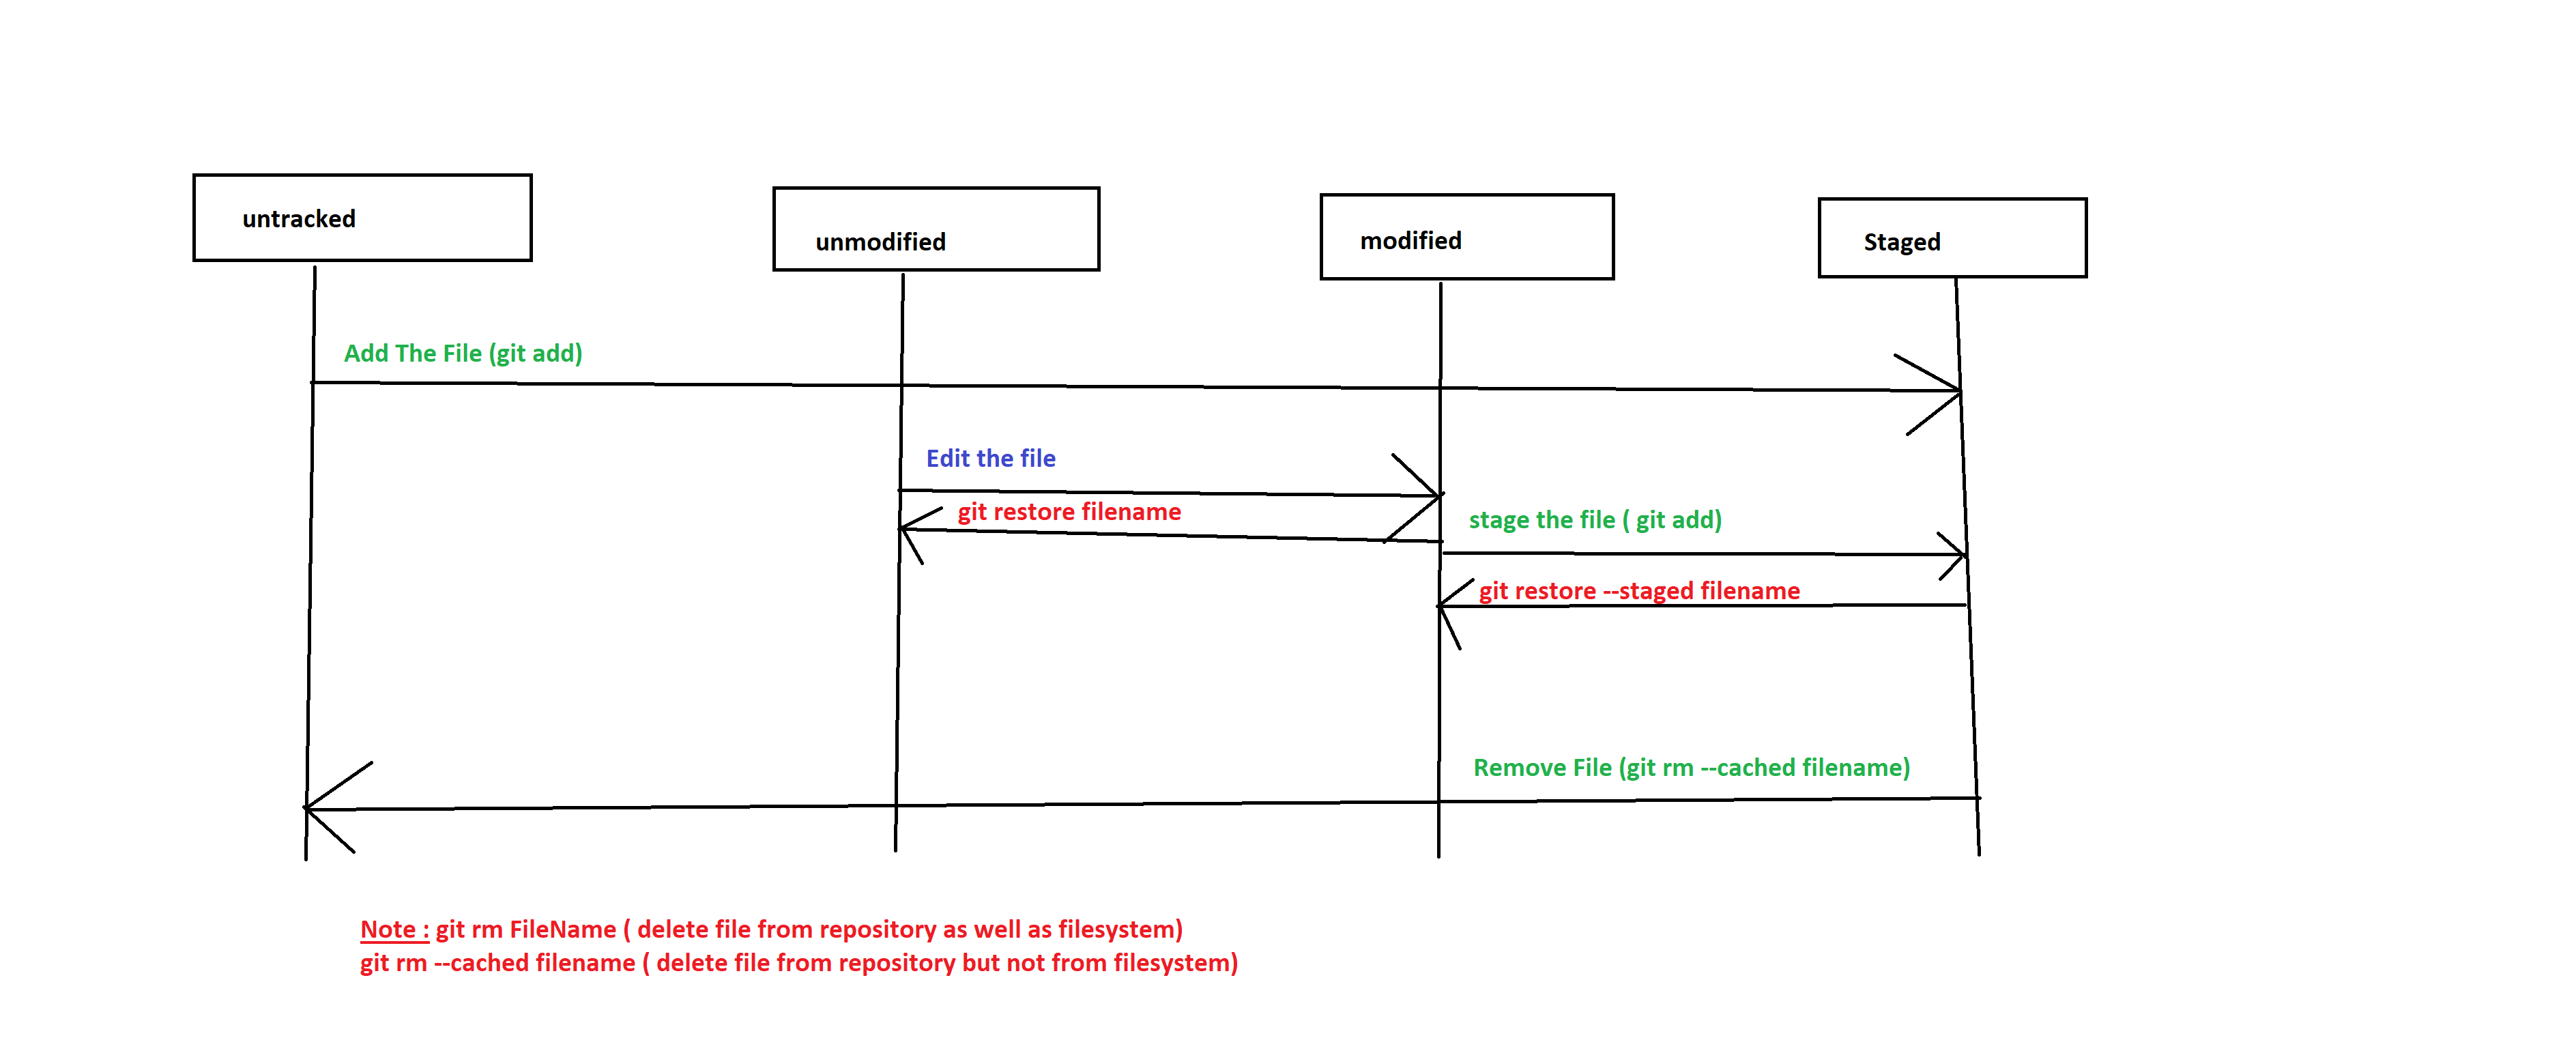 untracked
unmodified
modified
Staged
Add The File (git add)
Edit the file
git restore filename
stage the file ( git add)
git restore --staged filename
Remove File (git rm --cached filename)
Note : git rm FileName ( delete file from repository as well as filesystem)
git rm --cached filename ( delete file from repository but not from filesystem)